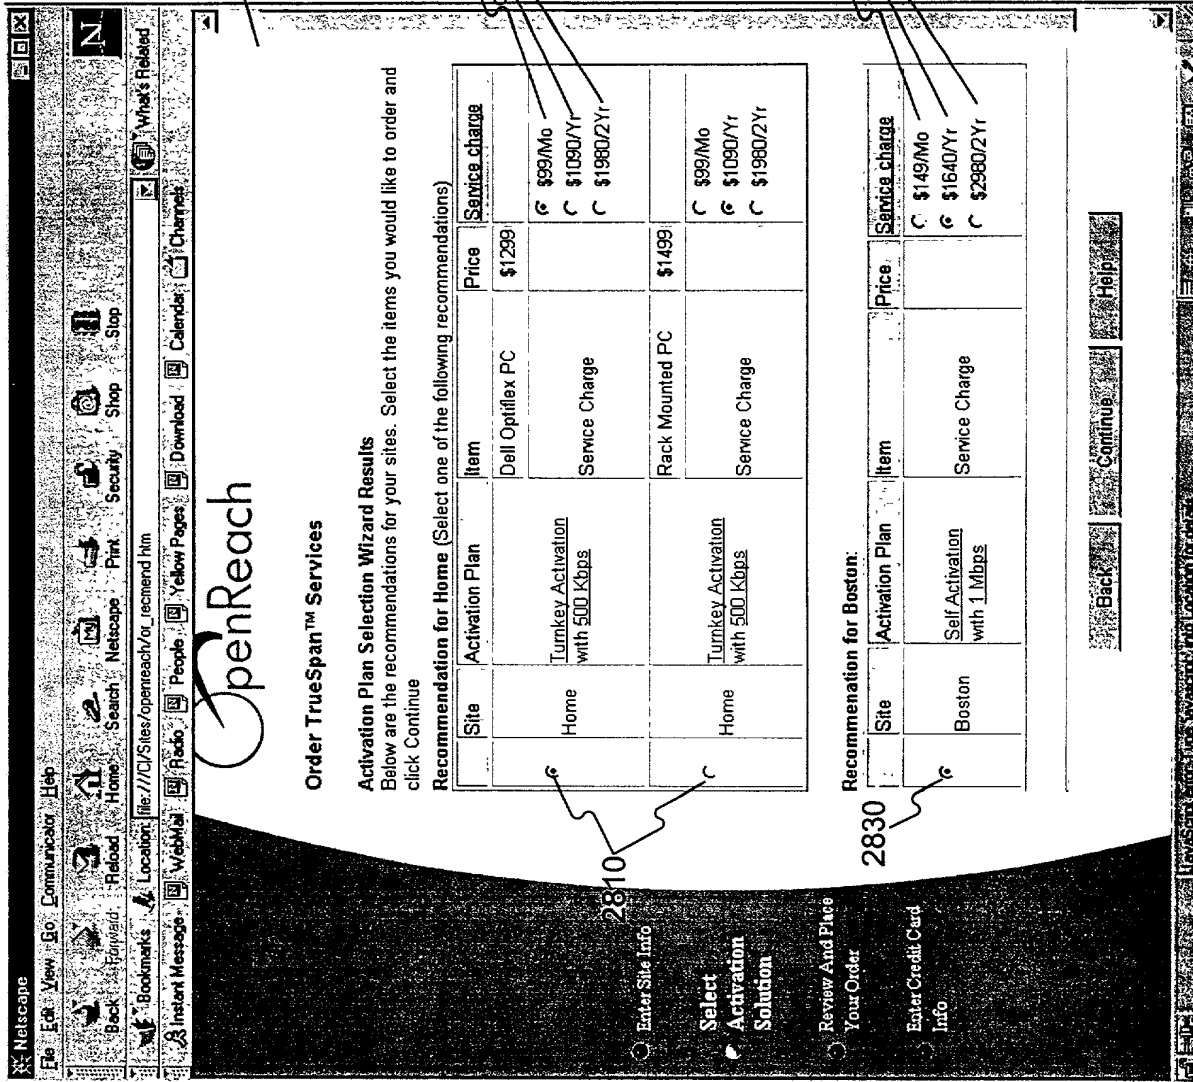 Netscape
File Edit View Go Communicator Help
Back Forward Reload Home Search Netscape Print Security Shop Stop
N
Bookmarks Location: file:///C|/Sites/openreach/or_recmend.htm What's Related
Instant Message WebMail Radio People Yellow Pages Download Calendar Channels
OpenReach
Order TrueSpan™ Services
Activation Plan Selection Wizard Results
Below are the recommendations for your sites. Select the items you would like to order and
click Continue
Recommendation for Home (Select one of the following recommendations)
Site Activation Plan Item Price Service charge
Dell Optiflex PC $1299
Home Turnkey Activation
with 500 Kbps
Service Charge
$99/Mo
$1090/Yr
$1980/2Yr
Rack Mounted PC $1499
Home Turnkey Activation
with 500 Kbps
Service Charge
$99/Mo
$1090/Yr
$1980/2Yr
2810
Recommenation for Boston:
Site Activation Plan Item Price Service charge
Boston Self Activation
with 1 Mbps
Service Charge
$149/Mo
$1640/Yr
$2980/2Yr
2830
Back Continue Help
Enter Site Info
Select
Activation
Solution
Review And Place
Your Order
Enter Credit Card
Info